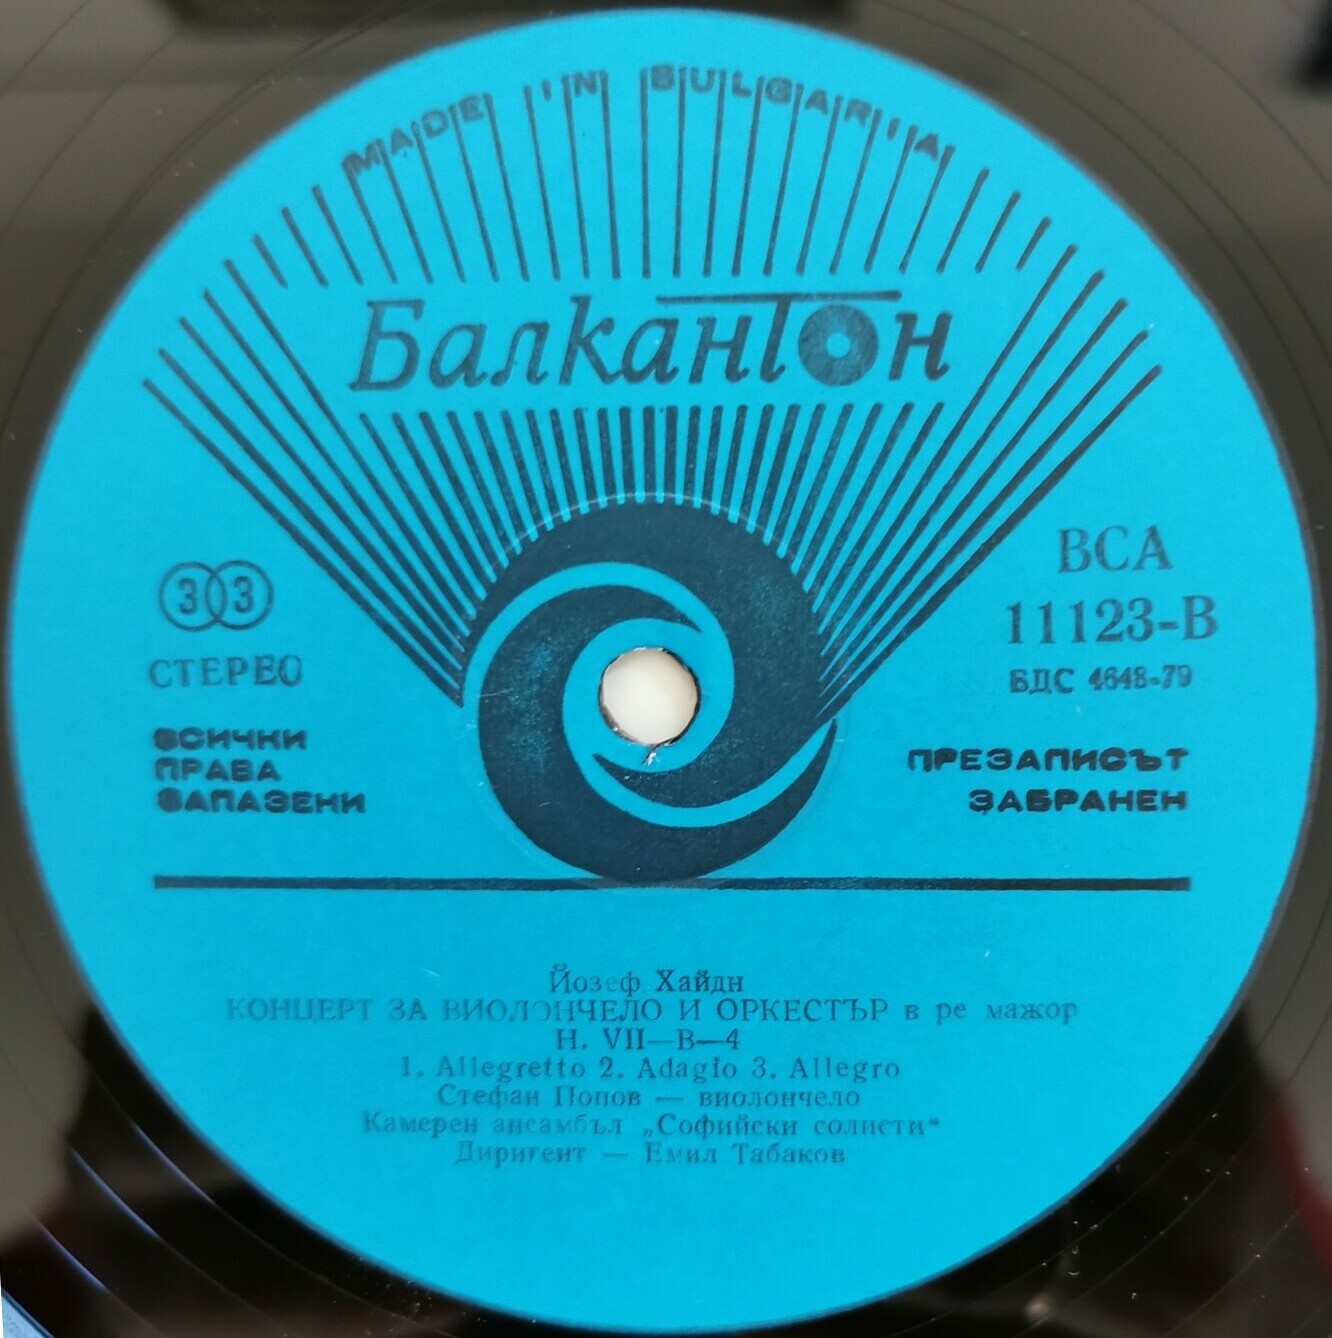 MADE IN BULGARIA
Балкантон
33
СТЕРЕО
ВСИЧКИ
ПРАВА
ЗАПАЗЕНИ
ВСА
11123-В
БДС 4648-79
ПРЕЗАПИСЪТ
ЗАБРАНЕН
Йозеф Хайдн
КОНЦЕРТ ЗА ВИОЛОНЧЕЛО И ОРКЕСТЪР в ре мажор
Н. VII—В—4
1. Allegretto 2. Adagio 3. Allegro
Стефан Попов — виолончело
Камерен ансамбъл „Софийски солисти“
Диригент — Емил Табаков